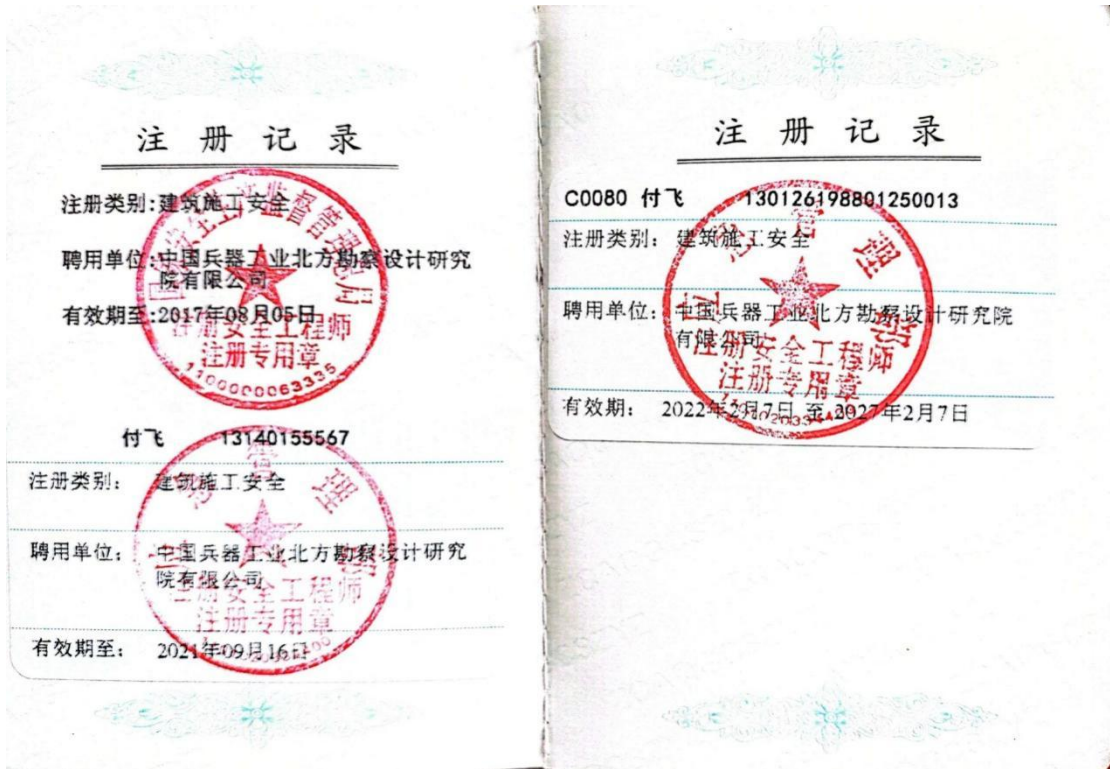 注册记录
注册类别:建筑施工安全
聘用单位:中国兵器工业北方勘察设计研究
院有限公司
有效期至:2017年08月05日
注册安全工程师
注册专用章
1100000063335
付飞 13140155567
注册类别: 建筑施工安全
聘用单位: 中国兵器工业北方勘察设计研究
院有限公司
注册安全工程师
注册专用章
有效期至: 2021年09月16日
注册记录
C0080 付飞 130126198801250013
注册类别: 建筑施工安全
聘用单位: 中国兵器工业北方勘察设计研究院
有限公司
注册安全工程师
注册专用章
有效期: 2022年2月7日 至 2027年2月7日